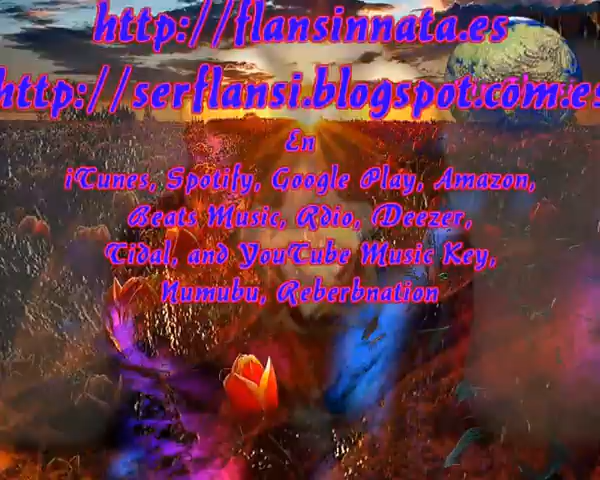 http://flansinnata.es
http://serflansi.blogspot.com.es
En
iTunes, Spotify, Google Play, Amazon,
Beats Music, Rdio, Deezer,
Tidal, and YouTube Music Key,
Numubu, Reberbnation